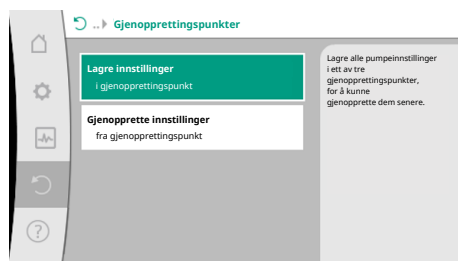 .. Gjenopprettingspunkter
Lagre innstillinger
i gjenopprettingspunkt
Gjenopprette innstillinger
fra gjenopprettingspunkt
Lagre alle pumpeinnstillinger
i ett av tre
gjenopprettingspunkter,
for å kunne
gjenopprette dem senere.
?